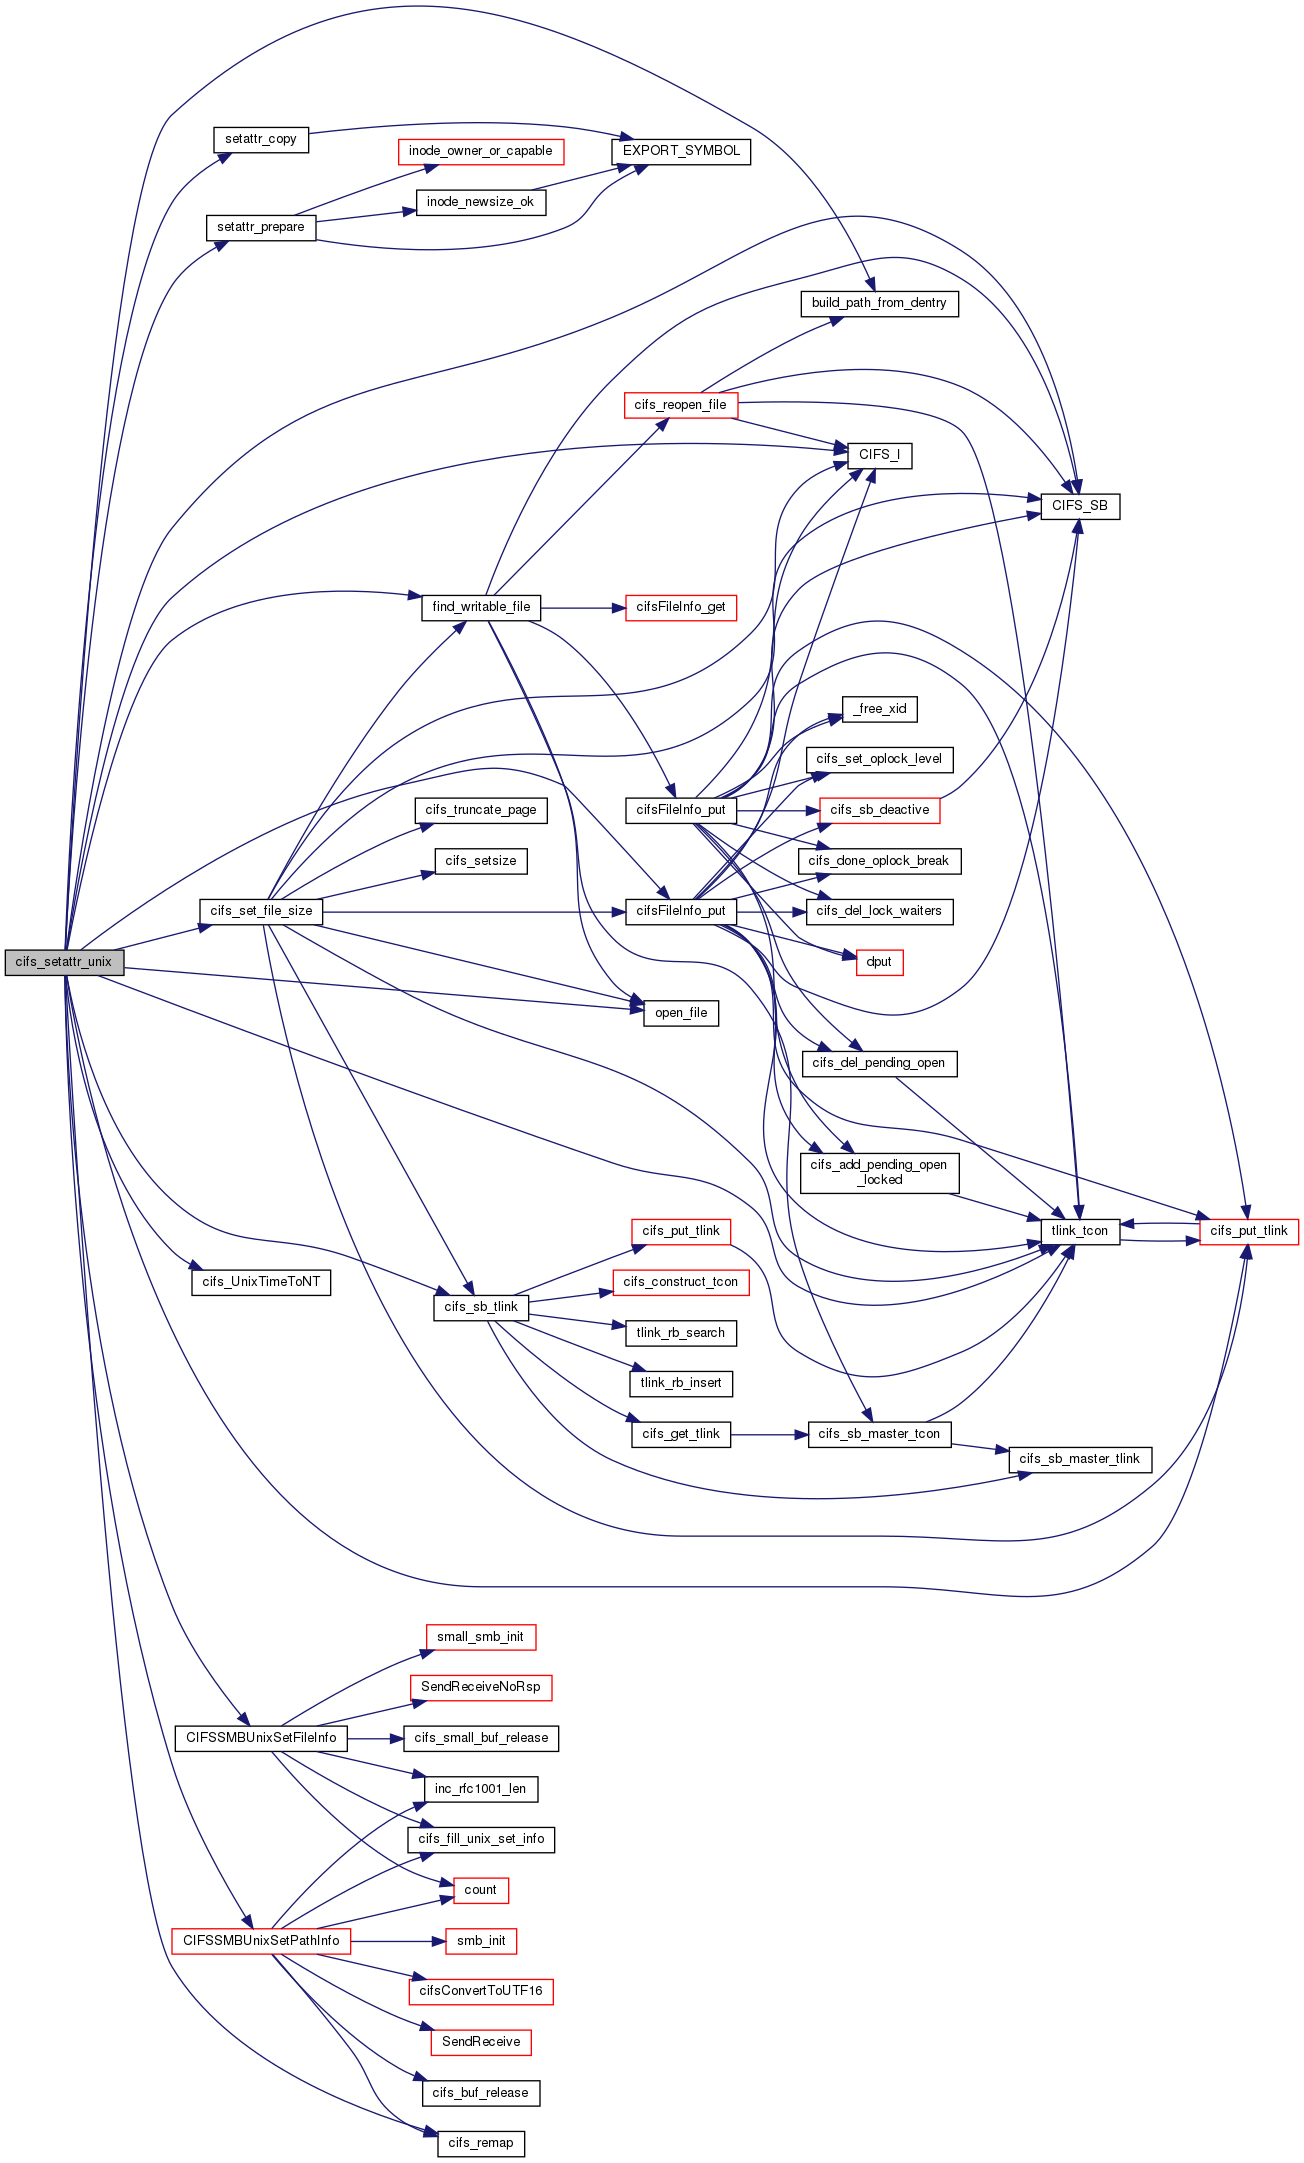 setattr_copy
inode_owner_or_capable
EXPORT_SYMBOL
inode_newsize_ok
setattr_prepare
build_path_from_dentry
cifs_reopen_file
CIFS_I
CIFS_SB
find_writable_file
cifsFileInfo_get
_free_xid
cifs_set_oplock_level
cifs_truncate_page
cifsFileInfo_put
cifs_sb_deactive
cifs_setsize
cifs_done_oplock_break
cifs_set_file_size
cifsFileInfo_put
cifs_del_lock_waiters
cifs_setattr_unix
dput
open_file
cifs_del_pending_open
cifs_add_pending_open
_locked
tlink_tcon
cifs_put_tlink
cifs_put_tlink
cifs_UnixTimeToNT
cifs_construct_tcon
cifs_sb_tlink
tlink_rb_search
tlink_rb_insert
cifs_get_tlink
cifs_sb_master_tcon
cifs_sb_master_tlink
small_smb_init
SendReceiveNoRsp
CIFSSMBUnixSetFileInfo
cifs_small_buf_release
inc_rfc1001_len
cifs_fill_unix_set_info
count
CIFSSMBUnixSetPathInfo
smb_init
cifsConvertToUTF16
SendReceive
cifs_buf_release
cifs_remap